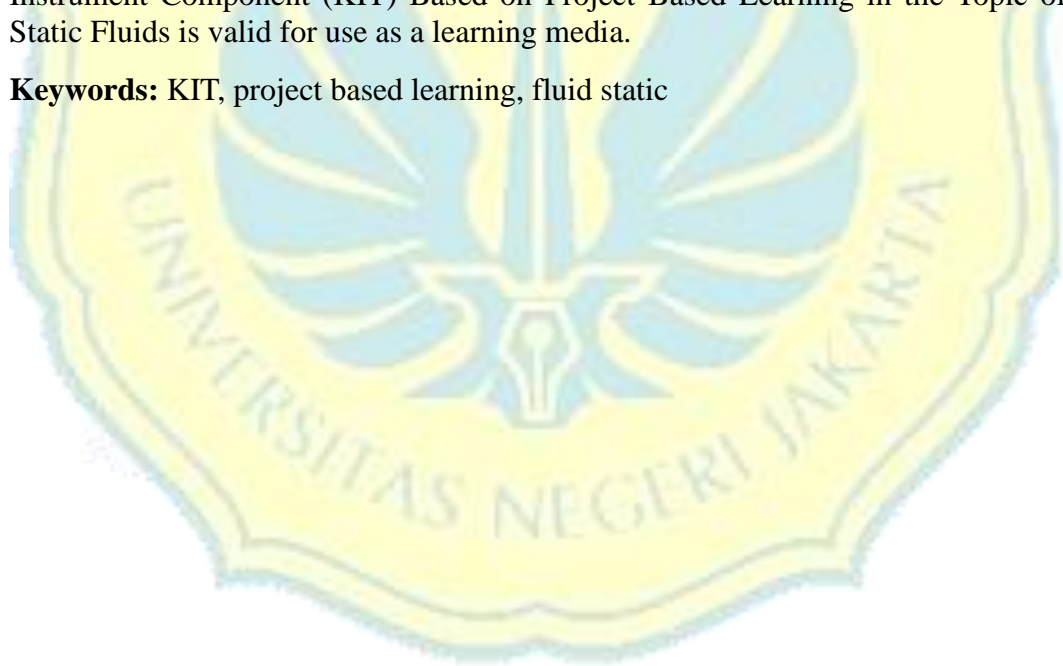 Instrument Component (KIT) Based on Project Based Learning in the Topic of
Static Fluids is valid for use as a learning media.
Keywords: KIT, project based learning, fluid static
UNIVERSITAS NEGERI JAKARTA